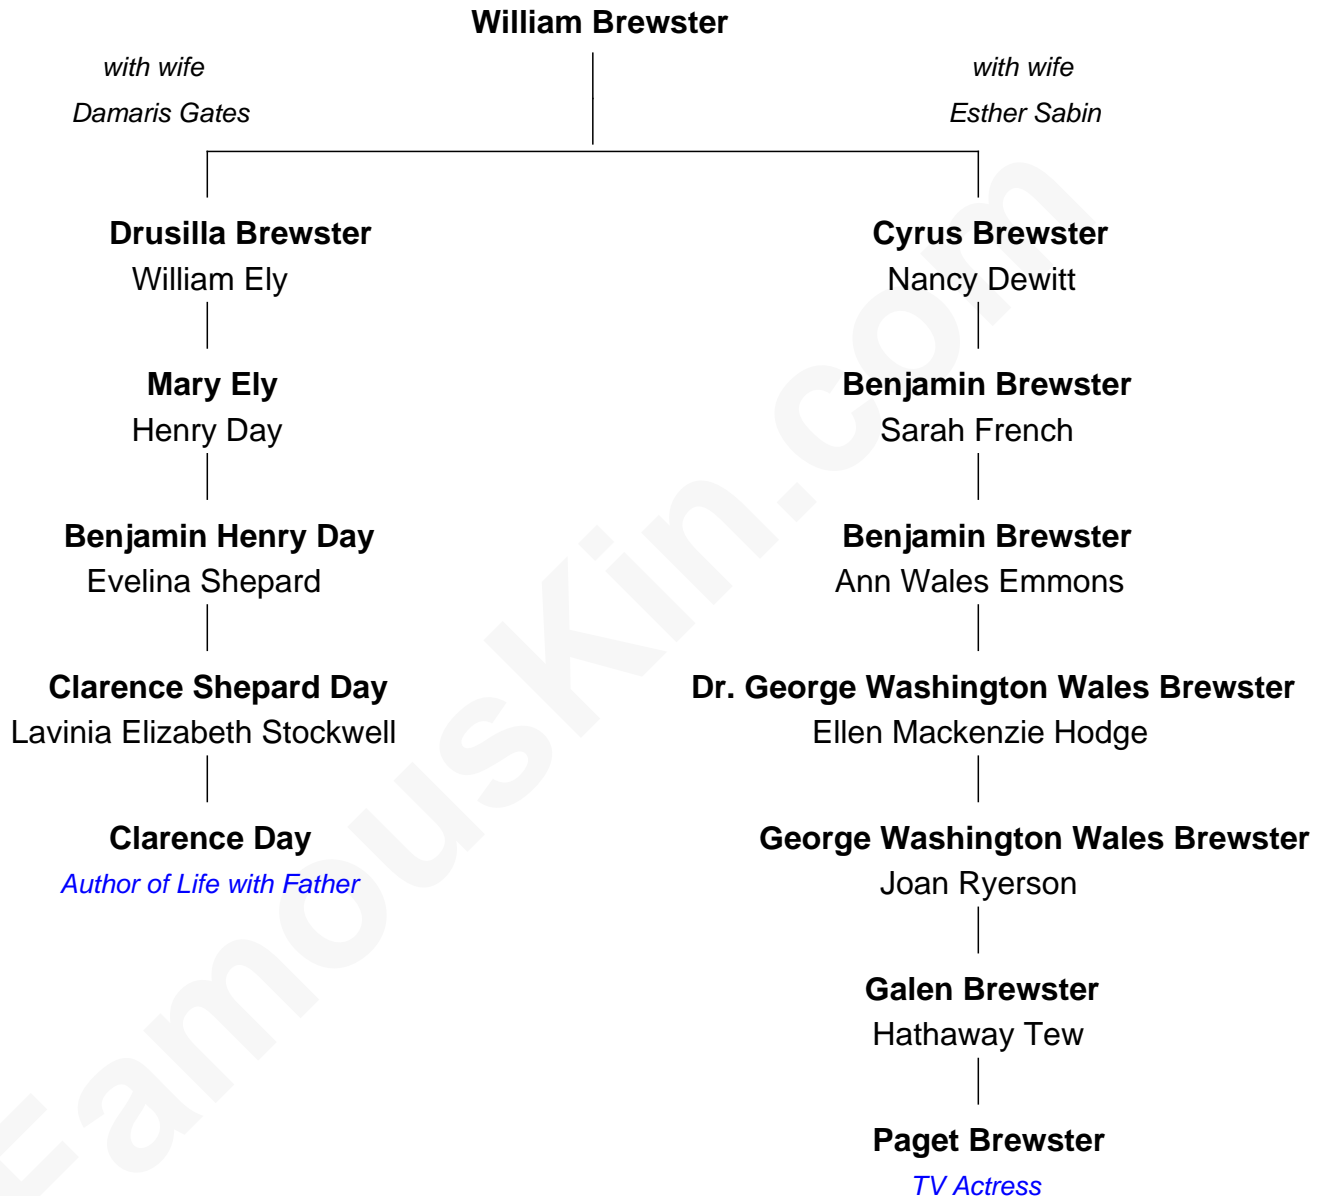 William Brewster
with wife
Damaris Gates
with wife
Esther Sabin
Drusilla Brewster
William Ely
Cyrus Brewster
Nancy Dewitt
Mary Ely
Henry Day
Benjamin Brewster
Sarah French
Benjamin Henry Day
Evelina Shepard
Benjamin Brewster
Ann Wales Emmons
Clarence Shepard Day
Lavinia Elizabeth Stockwell
Dr. George Washington Wales Brewster
Ellen Mackenzie Hodge
Clarence Day
Author of Life with Father
George Washington Wales Brewster
Joan Ryerson
Galen Brewster
Hathaway Tew
Paget Brewster
TV Actress
FamousKin.com